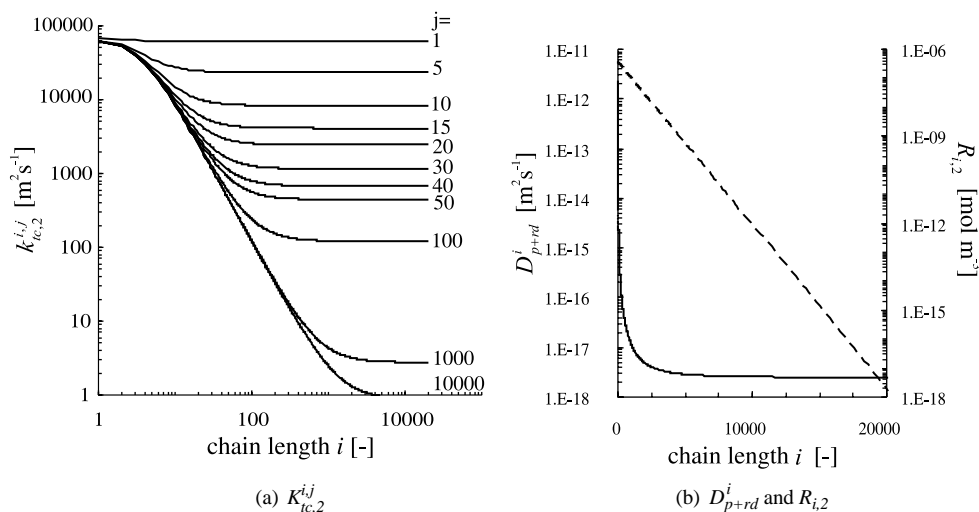 j=
100000
10000
1000
100
10
1
1
5
10
15
20
30
40
50
100
1000
10000
1
100
10000
k^{i,j}_{tc,2} [m²s⁻¹]
chain length i [-]
(a) K^{i,j}_{tc,2}
1.E-11
1.E-12
1.E-13
1.E-14
1.E-15
1.E-16
1.E-17
1.E-18
D^i_{p+rd} [m²s⁻¹]
1.E-06
1.E-09
1.E-12
1.E-15
1.E-18
R_{i,2} [mol m⁻³]
0
10000
20000
chain length i [-]
(b) D^i_{p+rd} and R_{i,2}